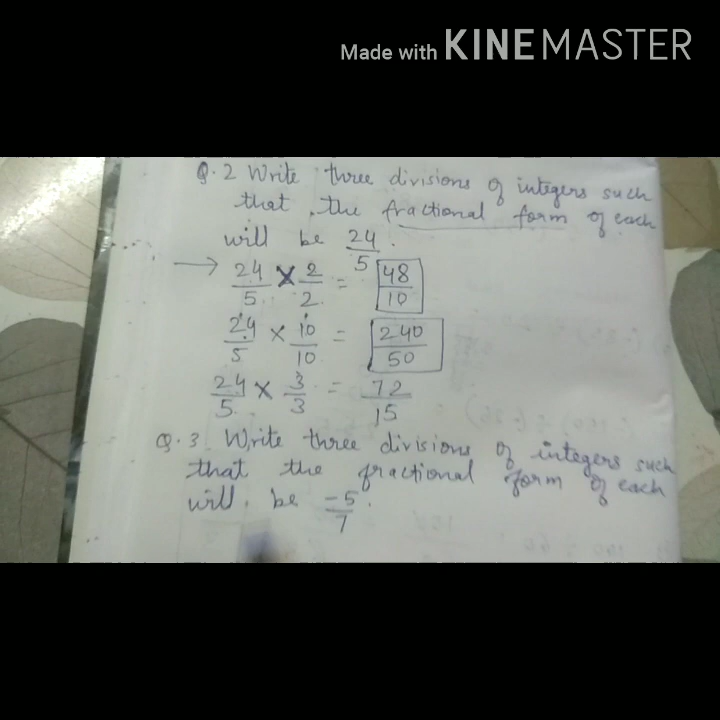 Made with KINEMASTER
Q.2 Write three divisions of integers such
that the fractional form of each
will be 24/5.
→ 24/5 × 2/2 = 48/10
24/5 × 10/10 = 240/50
24/5 × 3/3 = 72/15
Q.3 Write three divisions of integers such
that the fractional form of each
will be -5/7.